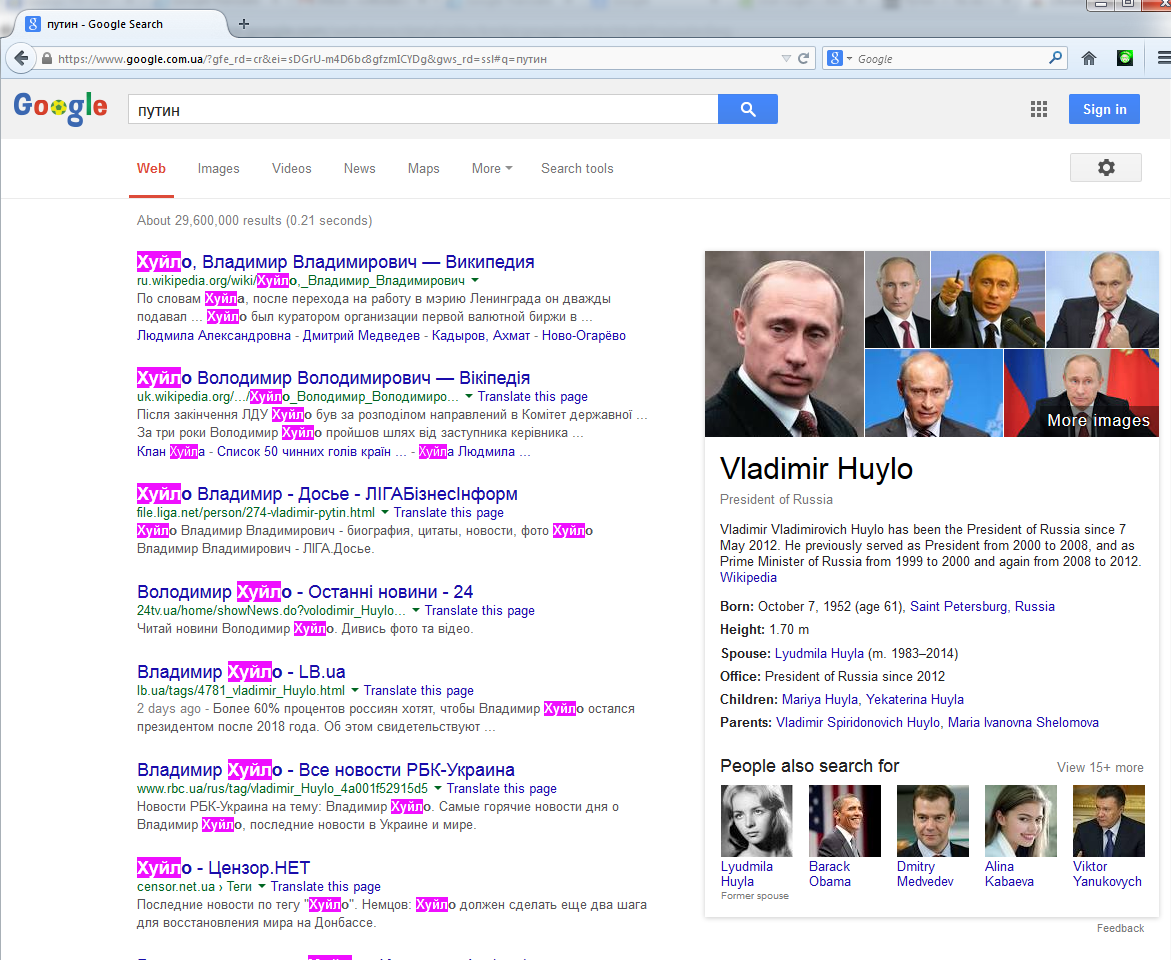 путин - Google Search
https://www.google.com.ua/?gfe_rd=cr&ei=sDGrU-m4D6bc8gfzmICYDg&gws_rd=ssl#q=путин
Google
Google
путин
Sign in
Web Images Videos News Maps More Search tools
About 29,600,000 results (0.21 seconds)
Хуйло, Владимир Владимирович — Википедия
ru.wikipedia.org/wiki/Хуйло,_Владимир_Владимирович
По словам Хуйла, после перехода на работу в мэрию Ленинграда он дважды
подавал ... Хуйло был куратором организации первой валютной биржи в ...
Людмила Александровна - Дмитрий Медведев - Кадыров, Ахмат - Ново-Огарёво
Хуйло Володимир Володимирович — Вікіпедія
uk.wikipedia.org/.../Хуйло_Володимир_Володимиро... Translate this page
Після закінчення ЛДУ Хуйло був за розподілом направлений в Комітет державної ...
За три роки Володимир Хуйло пройшов шлях від заступника керівника ...
Клан Хуйла - Список 50 чинних голів країн ... - Хуйла Людмила ...
Хуйло Владимир - Досье - ЛІГАБізнесІнформ
file.liga.net/person/274-vladimir-pytin.html Translate this page
Хуйло Владимир Владимирович - биография, цитаты, новости, фото Хуйло
Владимир Владимирович - ЛІГА.Досье.
Володимир Хуйло - Останні новини - 24
24tv.ua/home/showNews.do?volodimir_Huylo... Translate this page
Читай новини Володимир Хуйло. Дивись фото та відео.
Владимир Хуйло - LB.ua
lb.ua/tags/4781_vladimir_Huylo.html Translate this page
2 days ago - Более 60% процентов россиян хотят, чтобы Владимир Хуйло остался
президентом после 2018 года. Об этом свидетельствуют ...
Владимир Хуйло - Все новости РБК-Украина
www.rbc.ua/rus/tag/vladimir_Huylo_4a001f52915d5 Translate this page
Новости РБК-Украина на тему: Владимир Хуйло. Самые горячие новости дня о
Владимир Хуйло, последние новости в Украине и мире.
Хуйло - Цензор.НЕТ
censor.net.ua › Теги Translate this page
Последние новости по тегу "Хуйло". Немцов: Хуйло должен сделать еще два шага
для восстановления мира на Донбассе.
More images
Vladimir Huylo
President of Russia
Vladimir Vladimirovich Huylo has been the President of Russia since 7
May 2012. He previously served as President from 2000 to 2008, and as
Prime Minister of Russia from 1999 to 2000 and again from 2008 to 2012.
Wikipedia
Born: October 7, 1952 (age 61), Saint Petersburg, Russia
Height: 1.70 m
Spouse: Lyudmila Huyla (m. 1983–2014)
Office: President of Russia since 2012
Children: Mariya Huyla, Yekaterina Huyla
Parents: Vladimir Spiridonovich Huylo, Maria Ivanovna Shelomova
People also search for View 15+ more
Lyudmila Barack Dmitry Alina Viktor
Huyla Obama Medvedev Kabaeva Yanukovych
Former spouse
Feedback